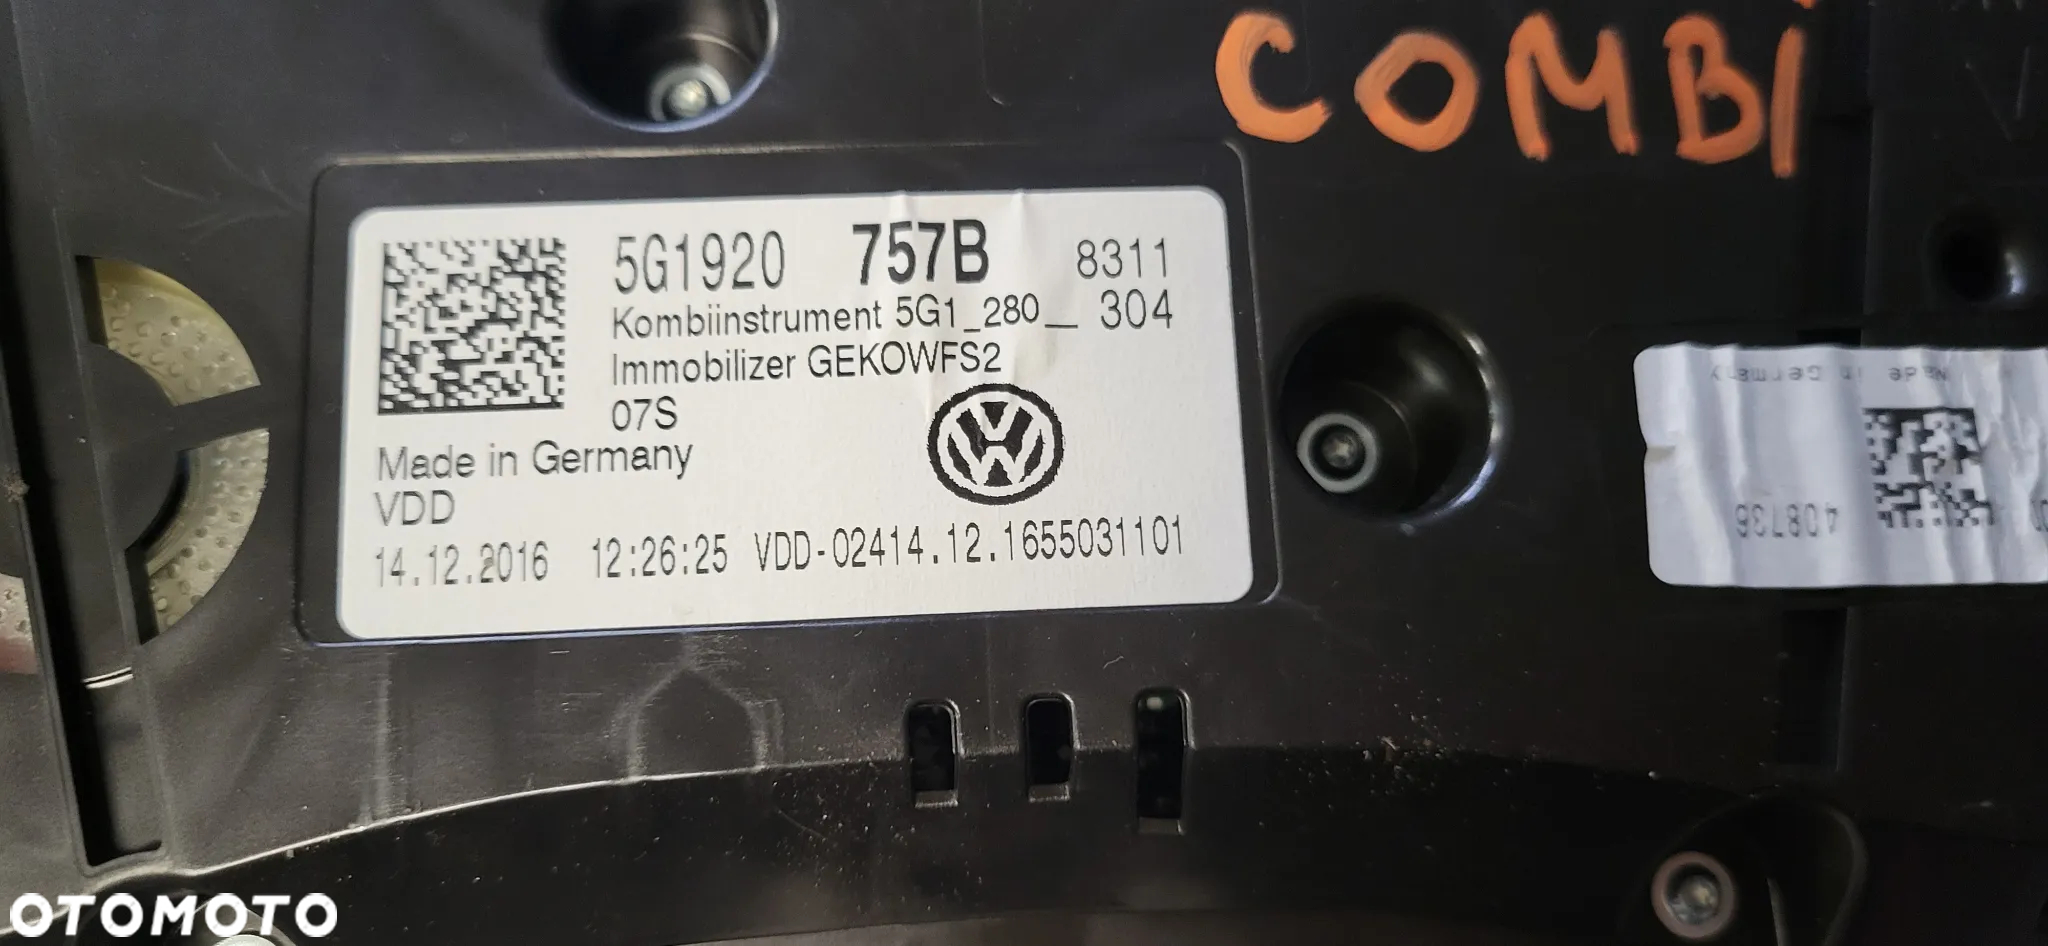 COMBi
5G1920 757B 8311
Kombiinstrument 5G1_280_ 304
Immobilizer GEKOWFS2
07S
Made in Germany
VDD
14.12.2016 12:26:25 VDD-02414.12.1655031101
Made in Germany
408736
OTOMOTO